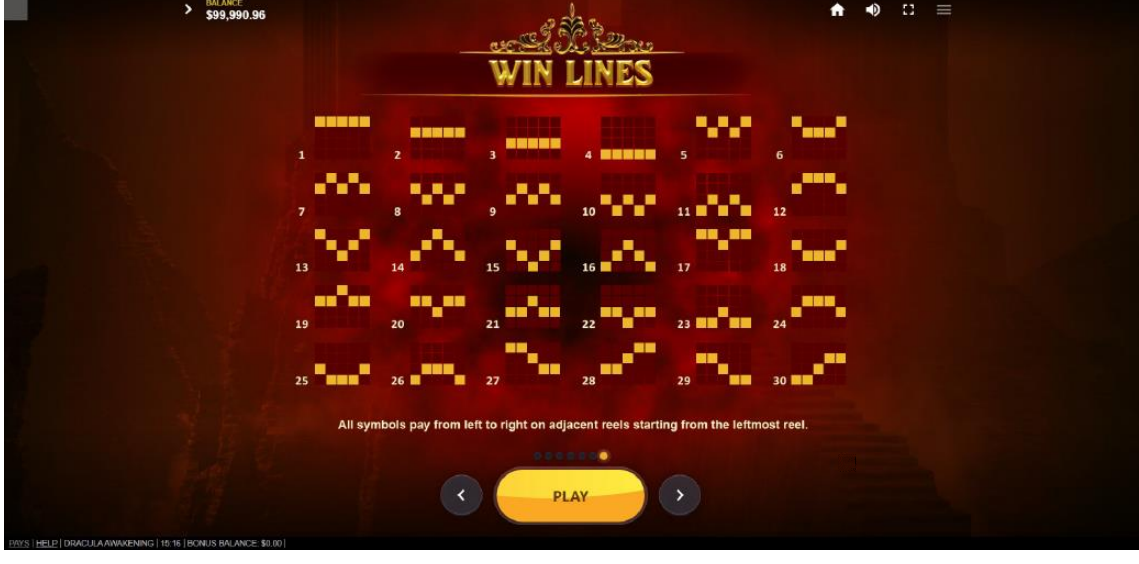 BALANCE
$99,990.96
WIN LINES
1 2 3 4 5 6
7 8 9 10 11 12
13 14 15 16 17 18
19 20 21 22 23 24
25 26 27 28 29 30
All symbols pay from left to right on adjacent reels starting from the leftmost reel.
PLAY
PAYS | HELP | DRACULA AWAKENING | 15:16 | BONUS BALANCE: $0.00 |